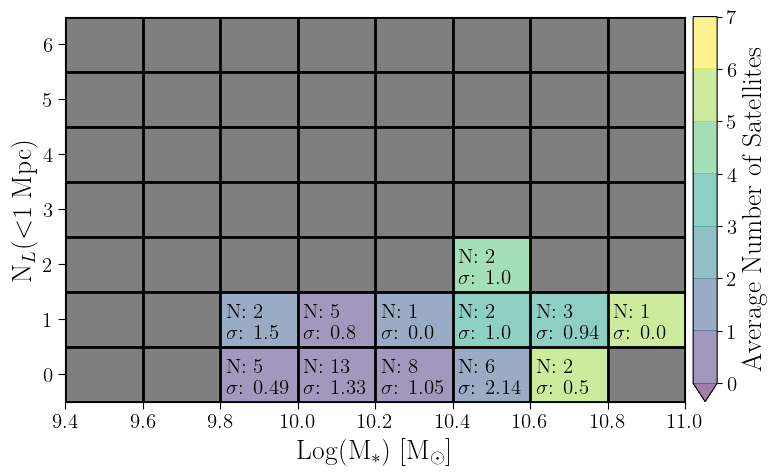 6
5
4
3
2
1
0
N_L(<1 Mpc)
N: 2
σ: 1.0
N: 2
σ: 1.5
N: 5
σ: 0.8
N: 1
σ: 0.0
N: 2
σ: 1.0
N: 3
σ: 0.94
N: 1
σ: 0.0
N: 5
σ: 0.49
N: 13
σ: 1.33
N: 8
σ: 1.05
N: 6
σ: 2.14
N: 2
σ: 0.5
9.4 9.6 9.8 10.0 10.2 10.4 10.6 10.8 11.0
Log(M_*) [M_⊙]
7
6
5
4
3
2
1
0
Average Number of Satellites